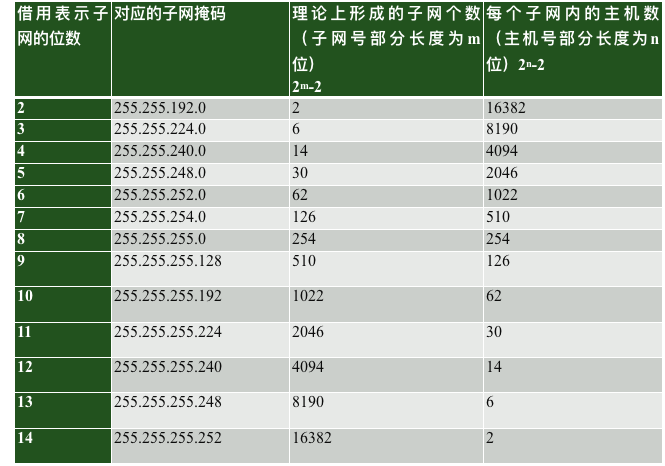 借用表示子网的位数 对应的子网掩码 理论上形成的子网个数（子网号部分长度为m位）2ᵐ-2 每个子网内的主机数（主机号部分长度为n位）2ⁿ-2
2 255.255.192.0 2 16382
3 255.255.224.0 6 8190
4 255.255.240.0 14 4094
5 255.255.248.0 30 2046
6 255.255.252.0 62 1022
7 255.255.254.0 126 510
8 255.255.255.0 254 254
9 255.255.255.128 510 126
10 255.255.255.192 1022 62
11 255.255.255.224 2046 30
12 255.255.255.240 4094 14
13 255.255.255.248 8190 6
14 255.255.255.252 16382 2